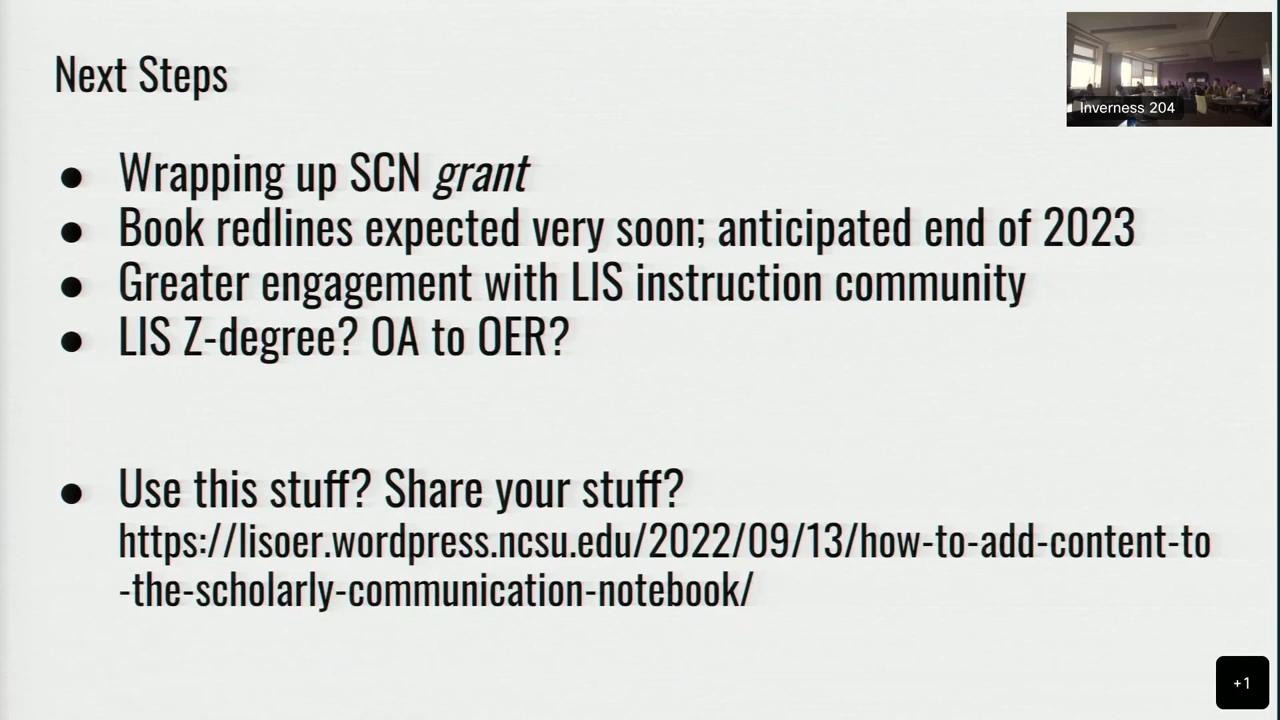 Next Steps
Inverness 204
● Wrapping up SCN grant
● Book redlines expected very soon; anticipated end of 2023
● Greater engagement with LIS instruction community
● LIS Z-degree? OA to OER?
● Use this stuff? Share your stuff?
https://lisoer.wordpress.ncsu.edu/2022/09/13/how-to-add-content-to
-the-scholarly-communication-notebook/
+1